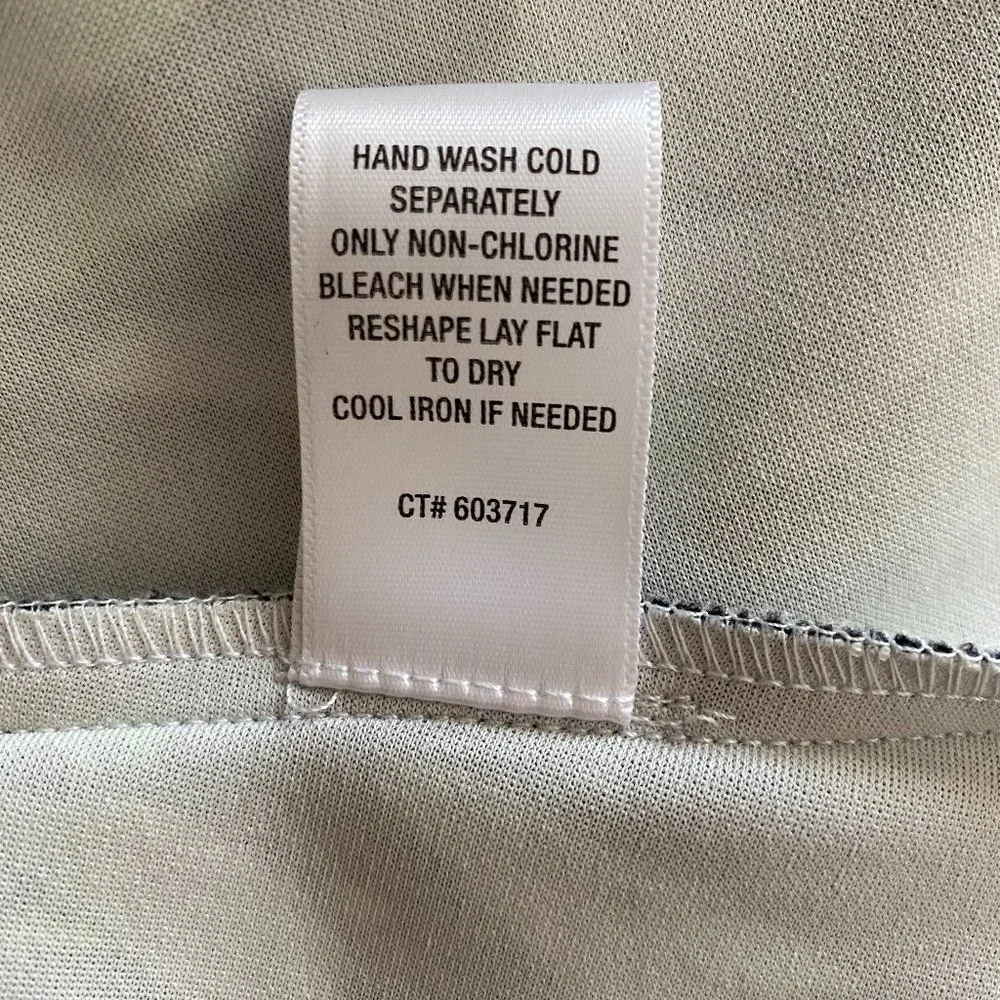 HAND WASH COLD
SEPARATELY
ONLY NON-CHLORINE
BLEACH WHEN NEEDED
RESHAPE LAY FLAT
TO DRY
COOL IRON IF NEEDED
CT# 603717